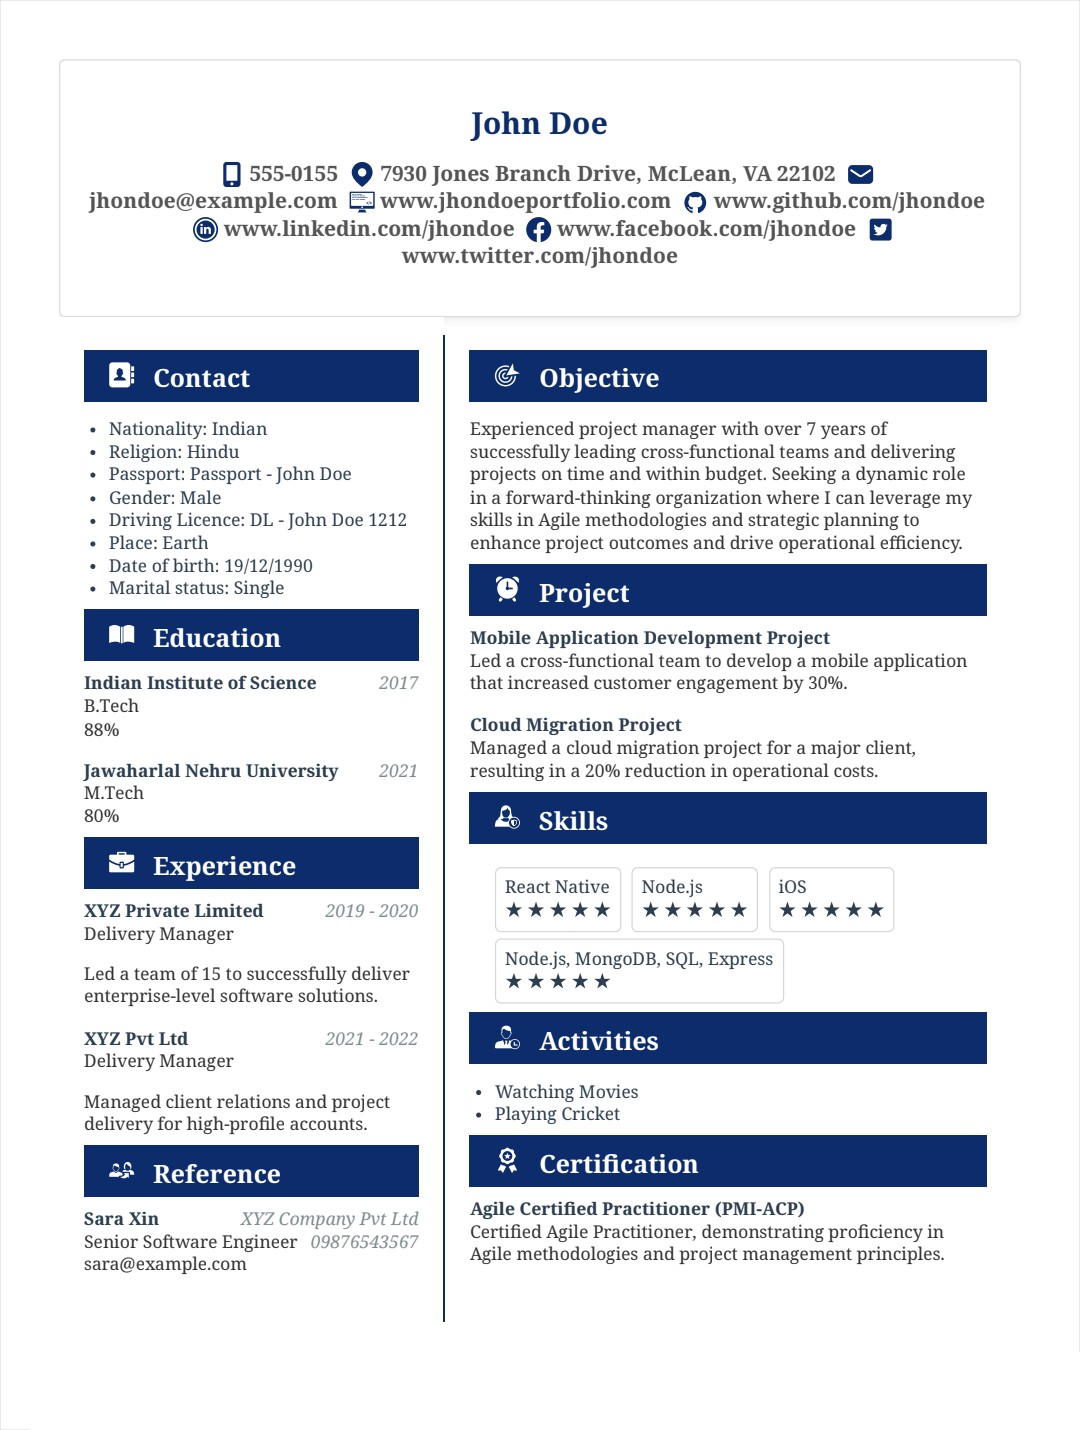 John Doe
555-0155 7930 Jones Branch Drive, McLean, VA 22102
jhondoe@example.com www.jhondoeportfolio.com www.github.com/jhondoe
www.linkedin.com/jhondoe www.facebook.com/jhondoe
www.twitter.com/jhondoe
Contact
• Nationality: Indian
• Religion: Hindu
• Passport: Passport - John Doe
• Gender: Male
• Driving Licence: DL - John Doe 1212
• Place: Earth
• Date of birth: 19/12/1990
• Marital status: Single
Education
Indian Institute of Science 2017
B.Tech
88%
Jawaharlal Nehru University 2021
M.Tech
80%
Experience
XYZ Private Limited 2019 - 2020
Delivery Manager
Led a team of 15 to successfully deliver
enterprise-level software solutions.
XYZ Pvt Ltd 2021 - 2022
Delivery Manager
Managed client relations and project
delivery for high-profile accounts.
Reference
Sara Xin XYZ Company Pvt Ltd
Senior Software Engineer 09876543567
sara@example.com
Objective
Experienced project manager with over 7 years of
successfully leading cross-functional teams and delivering
projects on time and within budget. Seeking a dynamic role
in a forward-thinking organization where I can leverage my
skills in Agile methodologies and strategic planning to
enhance project outcomes and drive operational efficiency.
Project
Mobile Application Development Project
Led a cross-functional team to develop a mobile application
that increased customer engagement by 30%.
Cloud Migration Project
Managed a cloud migration project for a major client,
resulting in a 20% reduction in operational costs.
Skills
React Native Node.js iOS
★★★★★ ★★★★★ ★★★★★
Node.js, MongoDB, SQL, Express
★★★★★
Activities
• Watching Movies
• Playing Cricket
Certification
Agile Certified Practitioner (PMI-ACP)
Certified Agile Practitioner, demonstrating proficiency in
Agile methodologies and project management principles.